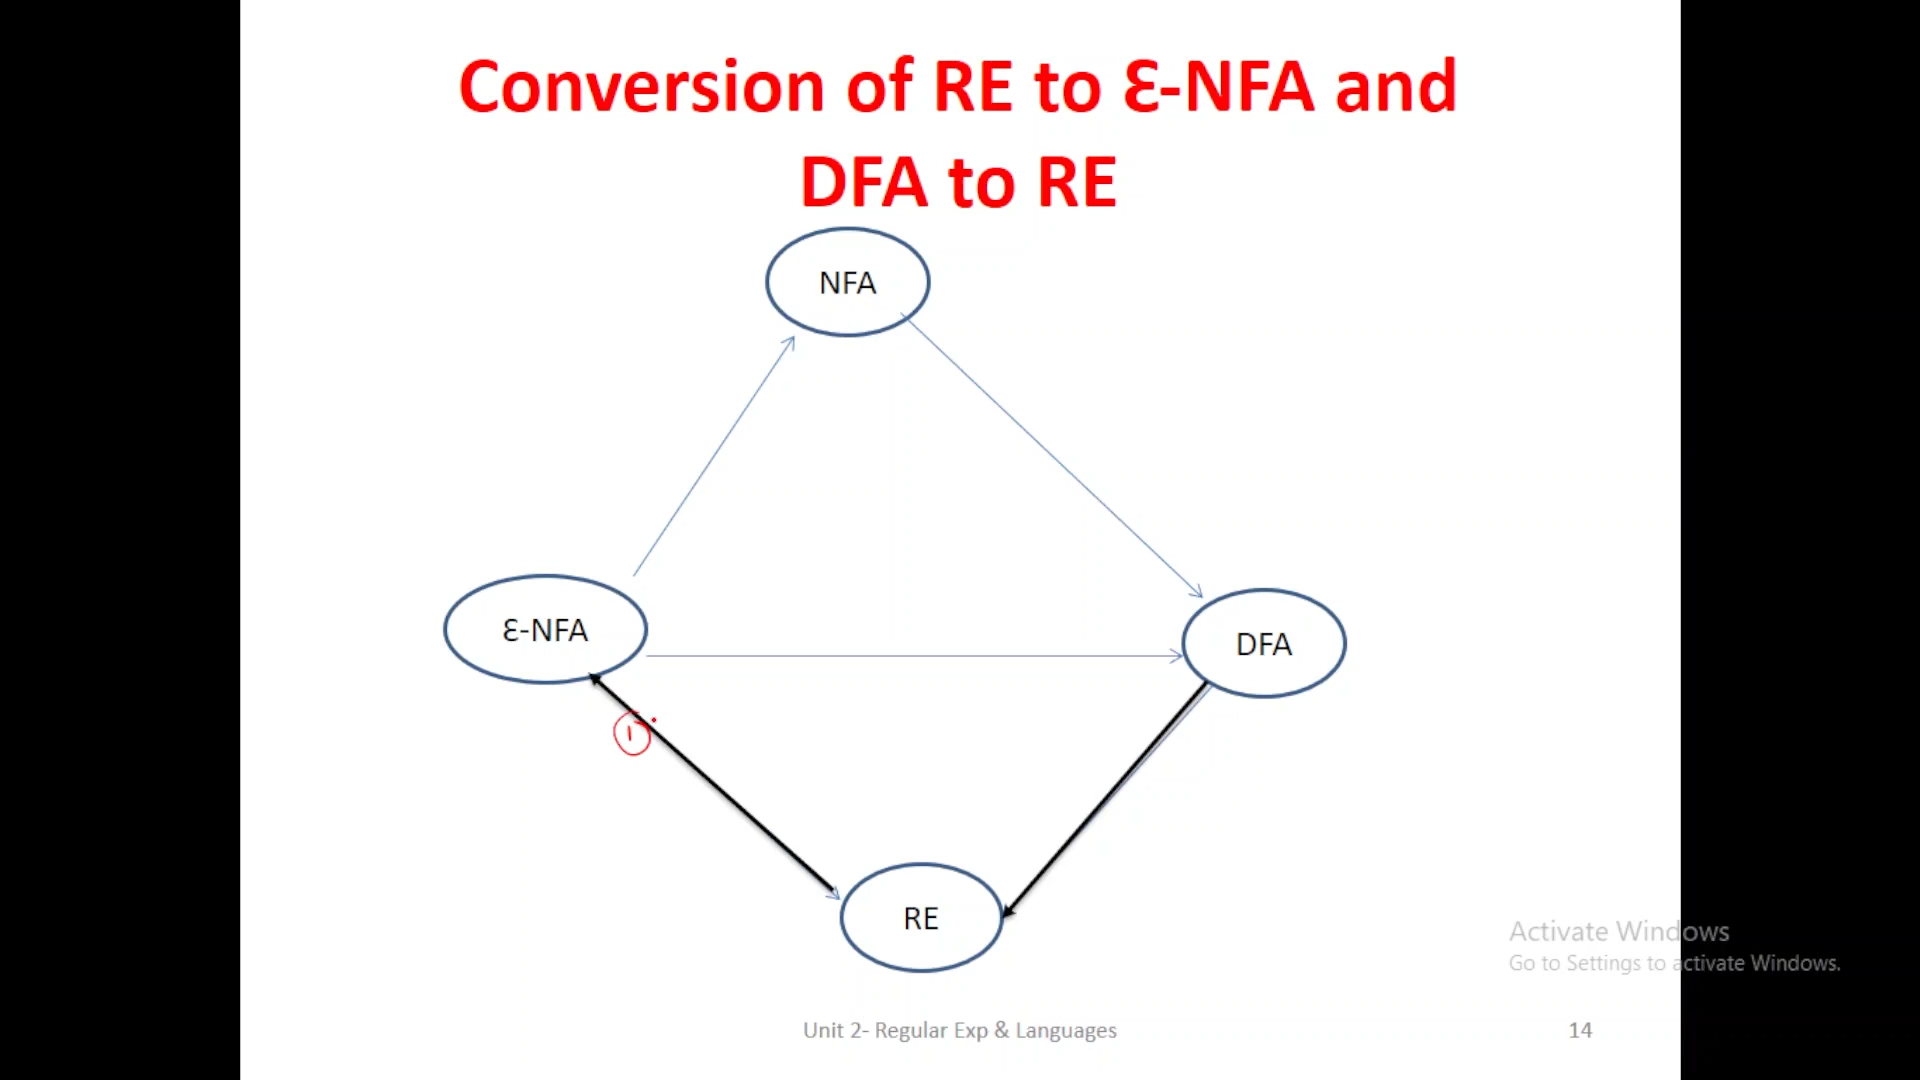 Conversion of RE to Ɛ-NFA and
DFA to RE
NFA
Ɛ-NFA
DFA
1
RE
Activate Windows
Go to Settings to activate Windows.
Unit 2- Regular Exp & Languages
14